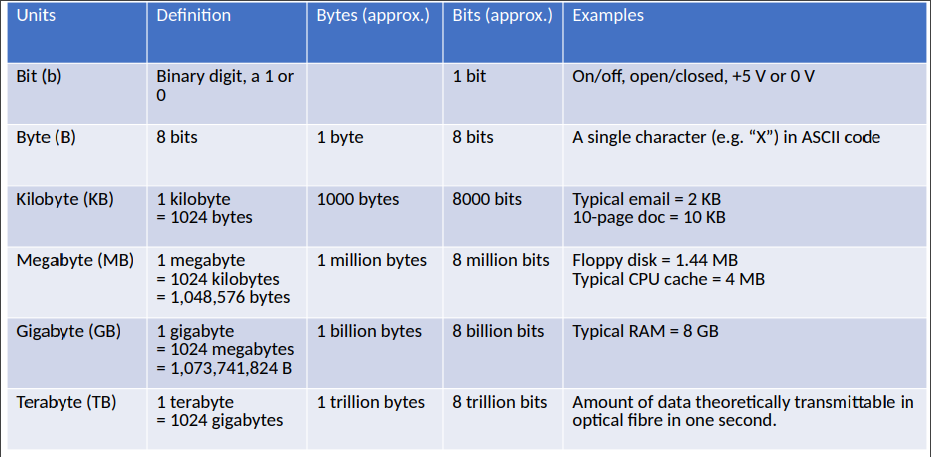 Units Definition Bytes (approx.) Bits (approx.) Examples
Bit (b) Binary digit, a 1 or 1 bit On/off, open/closed, +5 V or 0 V
0
Byte (B) 8 bits 1 byte 8 bits A single character (e.g. “X”) in ASCII code
Kilobyte (KB) 1 kilobyte 1000 bytes 8000 bits Typical email = 2 KB
= 1024 bytes 10-page doc = 10 KB
Megabyte (MB) 1 megabyte 1 million bytes 8 million bits Floppy disk = 1.44 MB
= 1024 kilobytes Typical CPU cache = 4 MB
= 1,048,576 bytes
Gigabyte (GB) 1 gigabyte 1 billion bytes 8 billion bits Typical RAM = 8 GB
= 1024 megabytes
= 1,073,741,824 B
Terabyte (TB) 1 terabyte 1 trillion bytes 8 trillion bits Amount of data theoretically transmittable in
= 1024 gigabytes optical fibre in one second.